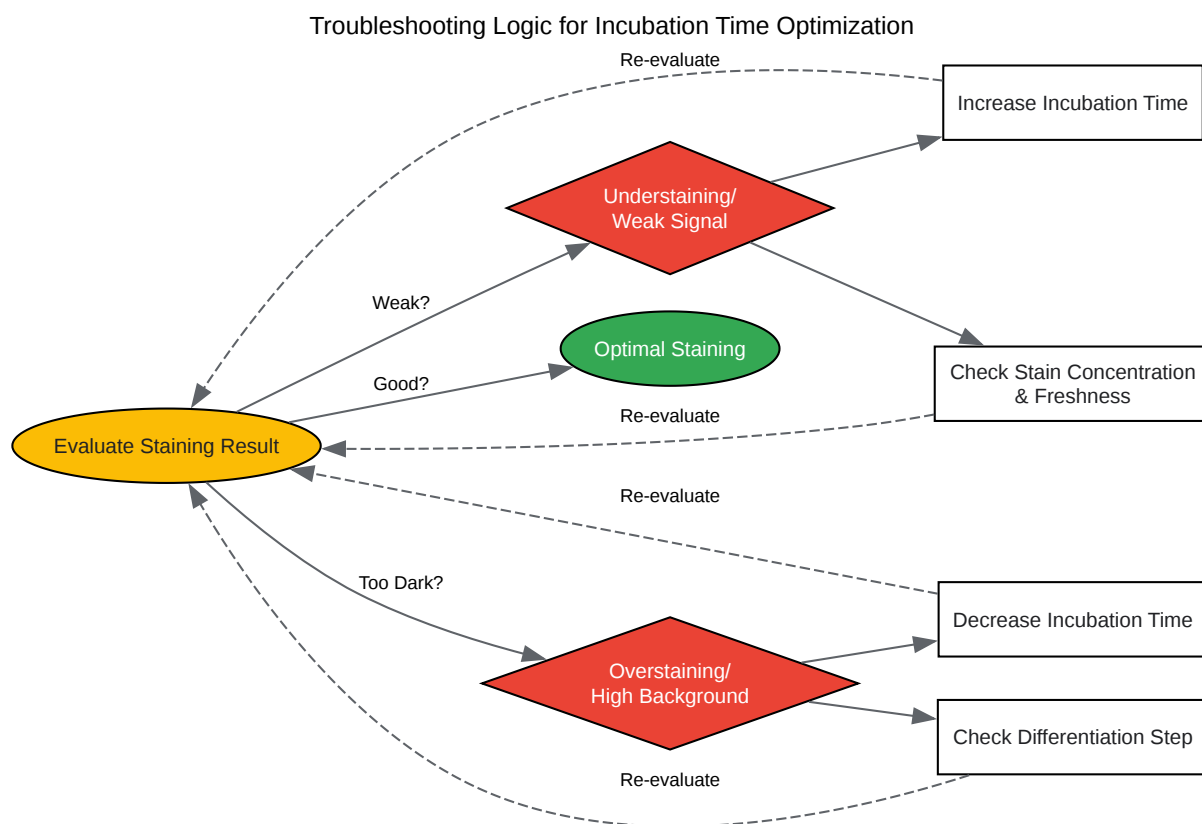 Troubleshooting Logic for Incubation Time Optimization
Re-evaluate
Increase Incubation Time
Understaining/
Weak Signal
Weak?
Optimal Staining
Good?
Check Stain Concentration
& Freshness
Re-evaluate
Evaluate Staining Result
Re-evaluate
Too Dark?
Decrease Incubation Time
Overstaining/
High Background
Check Differentiation Step
Re-evaluate